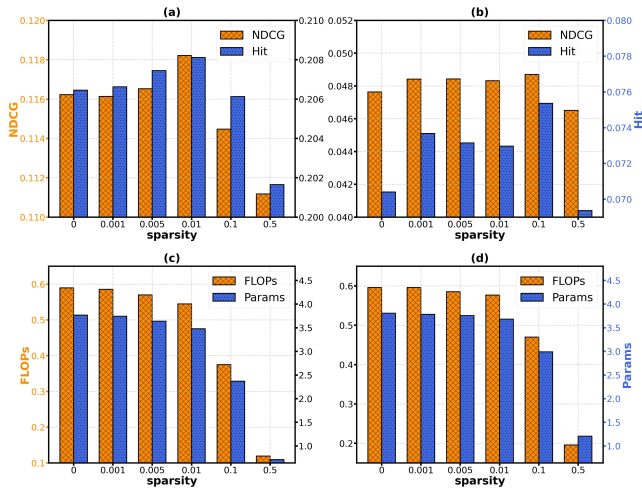 (a)
NDCG
Hit
0.120
0.118
0.116
0.114
0.112
0.110
NDCG
0.210
0.208
0.206
0.204
0.202
0.200
0 0.001 0.005 0.01 0.1 0.5
sparsity
(b)
NDCG
Hit
0.052
0.050
0.048
0.046
0.044
0.042
0.040
0.080
0.078
0.076
0.074
0.072
0.070
Hit
0 0.001 0.005 0.01 0.1 0.5
sparsity
(c)
FLOPs
Params
0.6
0.5
0.4
0.3
0.2
0.1
FLOPs
4.5
4.0
3.5
3.0
2.5
2.0
1.5
1.0
0 0.001 0.005 0.01 0.1 0.5
sparsity
(d)
FLOPs
Params
0.6
0.5
0.4
0.3
0.2
4.5
4.0
3.5
3.0
2.5
2.0
1.5
1.0
Params
0 0.001 0.005 0.01 0.1 0.5
sparsity